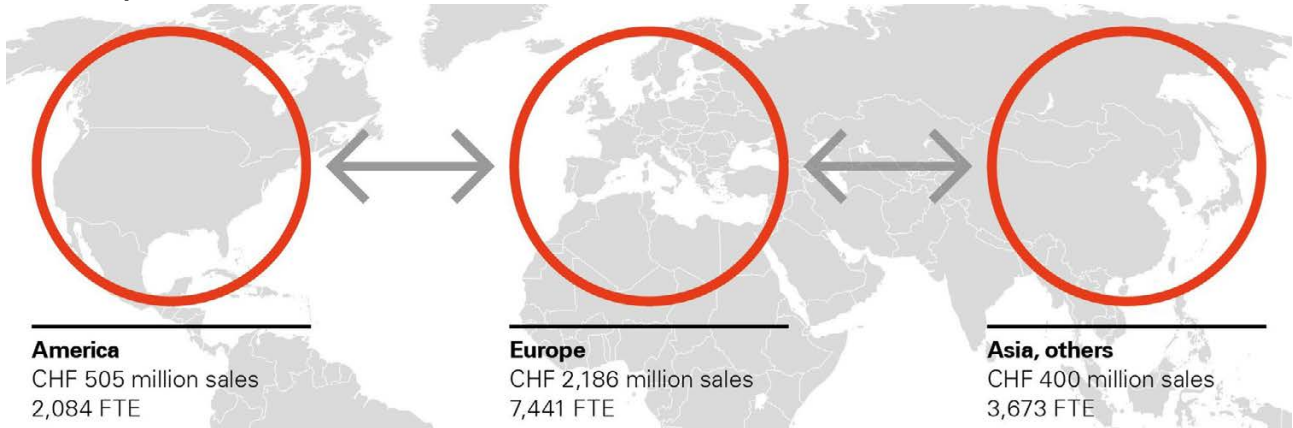 America
CHF 505 million sales
2,084 FTE
Europe
CHF 2,186 million sales
7,441 FTE
Asia, others
CHF 400 million sales
3,673 FTE